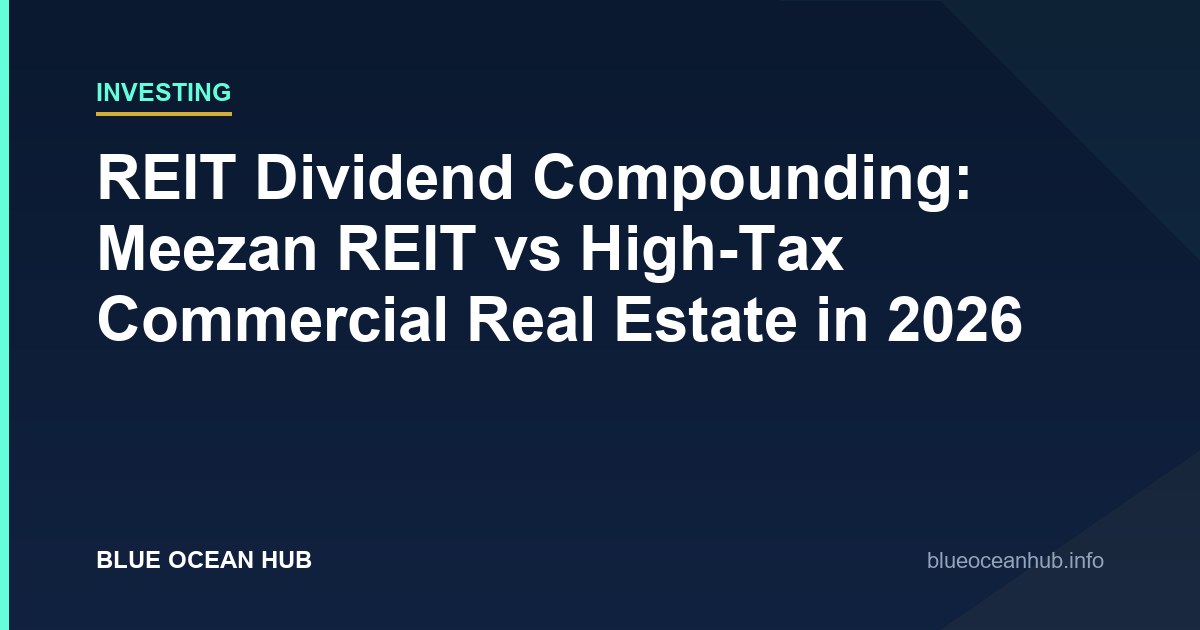 INVESTING
REIT Dividend Compounding:
Meezan REIT vs High-Tax
Commercial Real Estate in 2026
BLUE OCEAN HUB
blueoceanhub.info